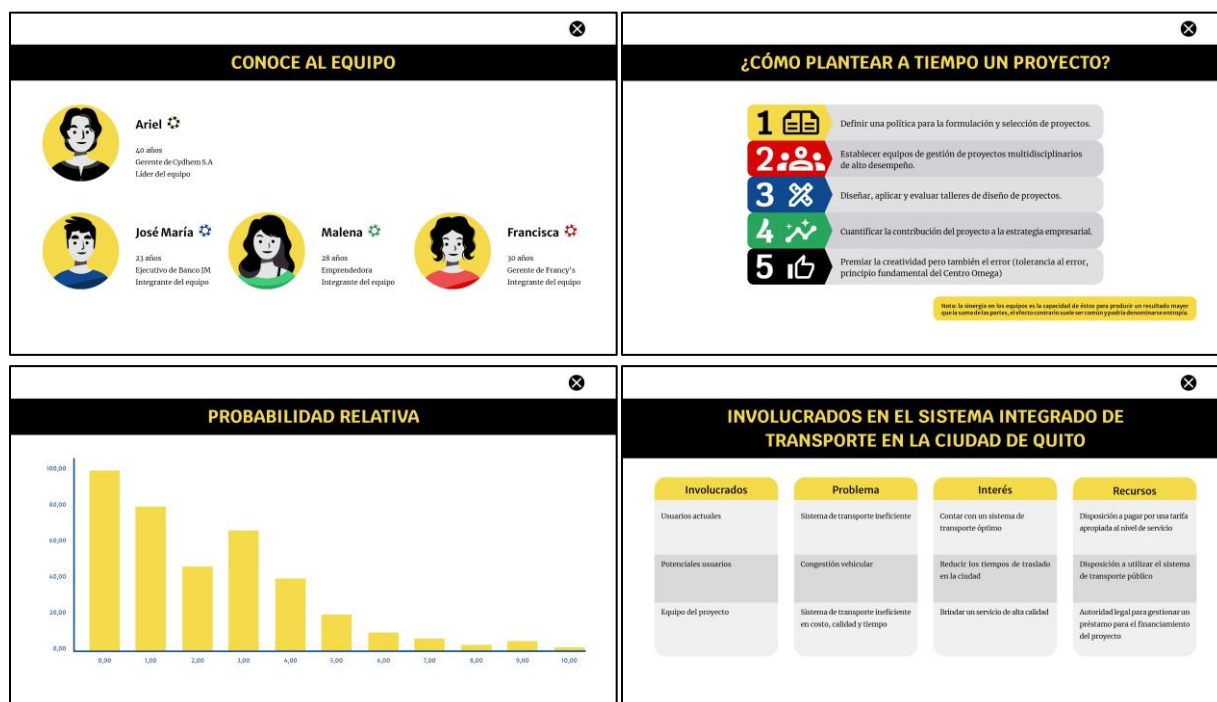 CONOCE AL EQUIPO
Ariel
40 años
Gerente de Cydhem S.A
Líder del equipo
José María
23 años
Ejecutivo de Banco JM
Integrante del equipo
Malena
28 años
Emprendedora
Integrante del equipo
Francisca
30 años
Gerente de Francy's
Integrante del equipo
¿CÓMO PLANTEAR A TIEMPO UN PROYECTO?
1
Definir una política para la formulación y selección de proyectos.
2
Establecer equipos de gestión de proyectos multidisciplinarios
de alto desempeño.
3
Diseñar, aplicar y evaluar talleres de diseño de proyectos.
4
Cuantificar la contribución del proyecto a la estrategia empresarial.
5
Premiar la creatividad pero también el error (tolerancia al error,
principio fundamental del Centro Omega)
Nota: la sinergia en los equipos es la capacidad de éstos para producir un resultado mayor
que la suma de las partes, el efecto contrario suele ser común y podría denominarse entropía.
PROBABILIDAD RELATIVA
100,00
80,00
60,00
40,00
20,00
0,00
0,00 1,00 2,00 3,00 4,00 5,00 6,00 7,00 8,00 9,00 10,00
INVOLUCRADOS EN EL SISTEMA INTEGRADO DE
TRANSPORTE EN LA CIUDAD DE QUITO
Involucrados
Problema
Interés
Recursos
Usuarios actuales
Sistema de transporte ineficiente
Contar con un sistema de
transporte óptimo
Disposición a pagar por una tarifa
apropiada al nivel de servicio
Potenciales usuarios
Congestión vehicular
Reducir los tiempos de traslado
en la ciudad
Disposición a utilizar el sistema
de transporte público
Equipo del proyecto
Sistema de transporte ineficiente
en costo, calidad y tiempo
Brindar un servicio de alta calidad
Autoridad legal para gestionar un
préstamo para el financiamiento
del proyecto